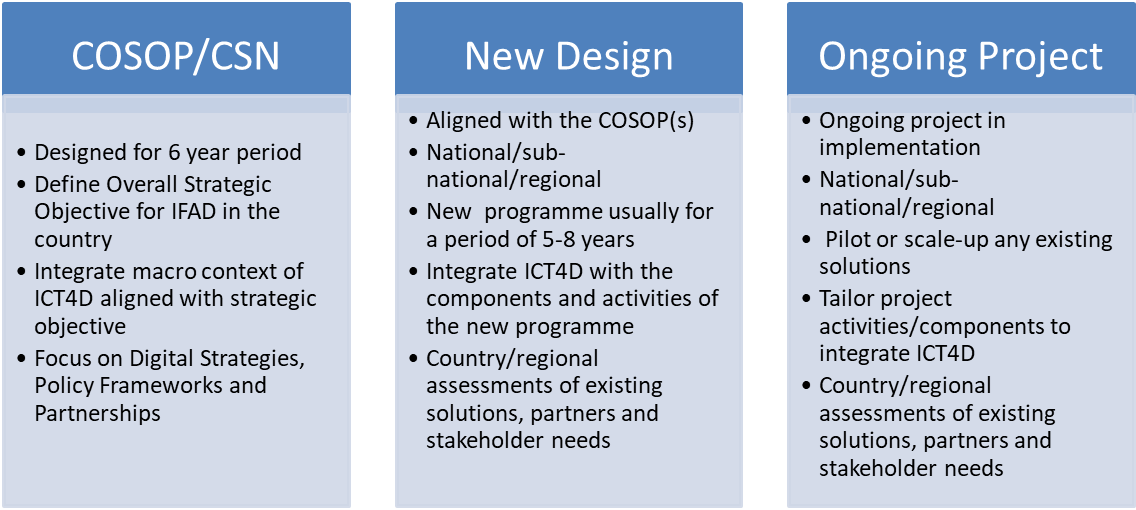 COSOP/CSN
• Designed for 6 year period
• Define Overall Strategic
Objective for IFAD in the
country
• Integrate macro context of
ICT4D aligned with strategic
objective
• Focus on Digital Strategies,
Policy Frameworks and
Partnerships
New Design
• Aligned with the COSOP(s)
• National/sub-
national/regional
• New programme usually for
a period of 5-8 years
• Integrate ICT4D with the
components and activities of
the new programme
• Country/regional
assessments of existing
solutions, partners and
stakeholder needs
Ongoing Project
• Ongoing project in
implementation
• National/sub-
national/regional
• Pilot or scale-up any existing
solutions
• Tailor project
activities/components to
integrate ICT4D
• Country/regional
assessments of existing
solutions, partners and
stakeholder needs